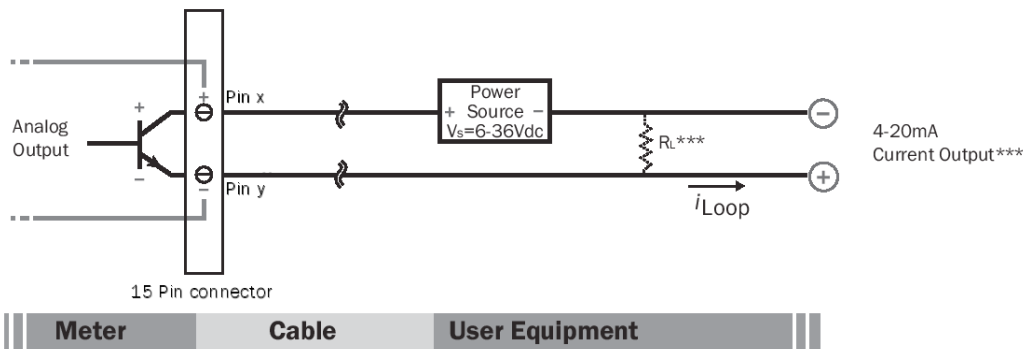 Analog
Output
+
−
+
Pin x
−
Pin y
Power
+ Source −
Vs=6-36Vdc
RL***
iLoop
−
+
4-20mA
Current Output***
15 Pin connector
Meter
Cable
User Equipment